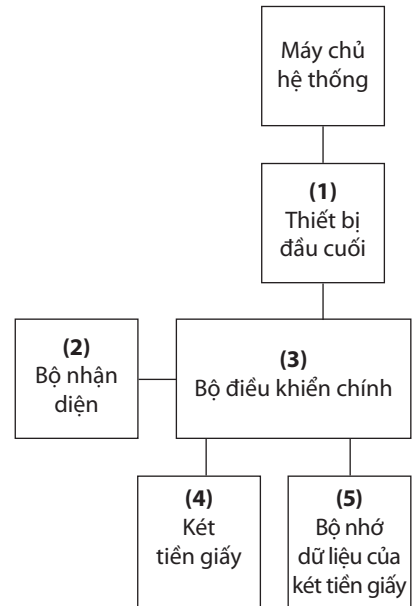 Máy chủ
hệ thống
(1)
Thiết bị
đầu cuối
(2)
Bộ nhận
diện
(3)
Bộ điều khiển chính
(4)
Két
tiền giấy
(5)
Bộ nhớ
dữ liệu của
két tiền giấy